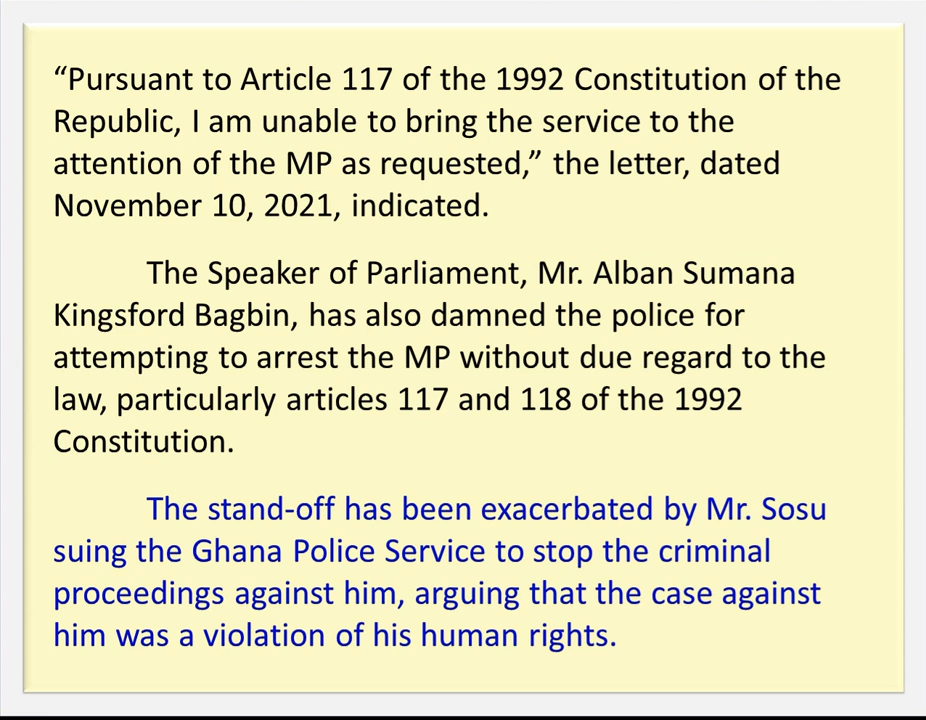 “Pursuant to Article 117 of the 1992 Constitution of the
Republic, I am unable to bring the service to the
attention of the MP as requested,” the letter, dated
November 10, 2021, indicated.
The Speaker of Parliament, Mr. Alban Sumana
Kingsford Bagbin, has also damned the police for
attempting to arrest the MP without due regard to the
law, particularly articles 117 and 118 of the 1992
Constitution.
The stand-off has been exacerbated by Mr. Sosu
suing the Ghana Police Service to stop the criminal
proceedings against him, arguing that the case against
him was a violation of his human rights.